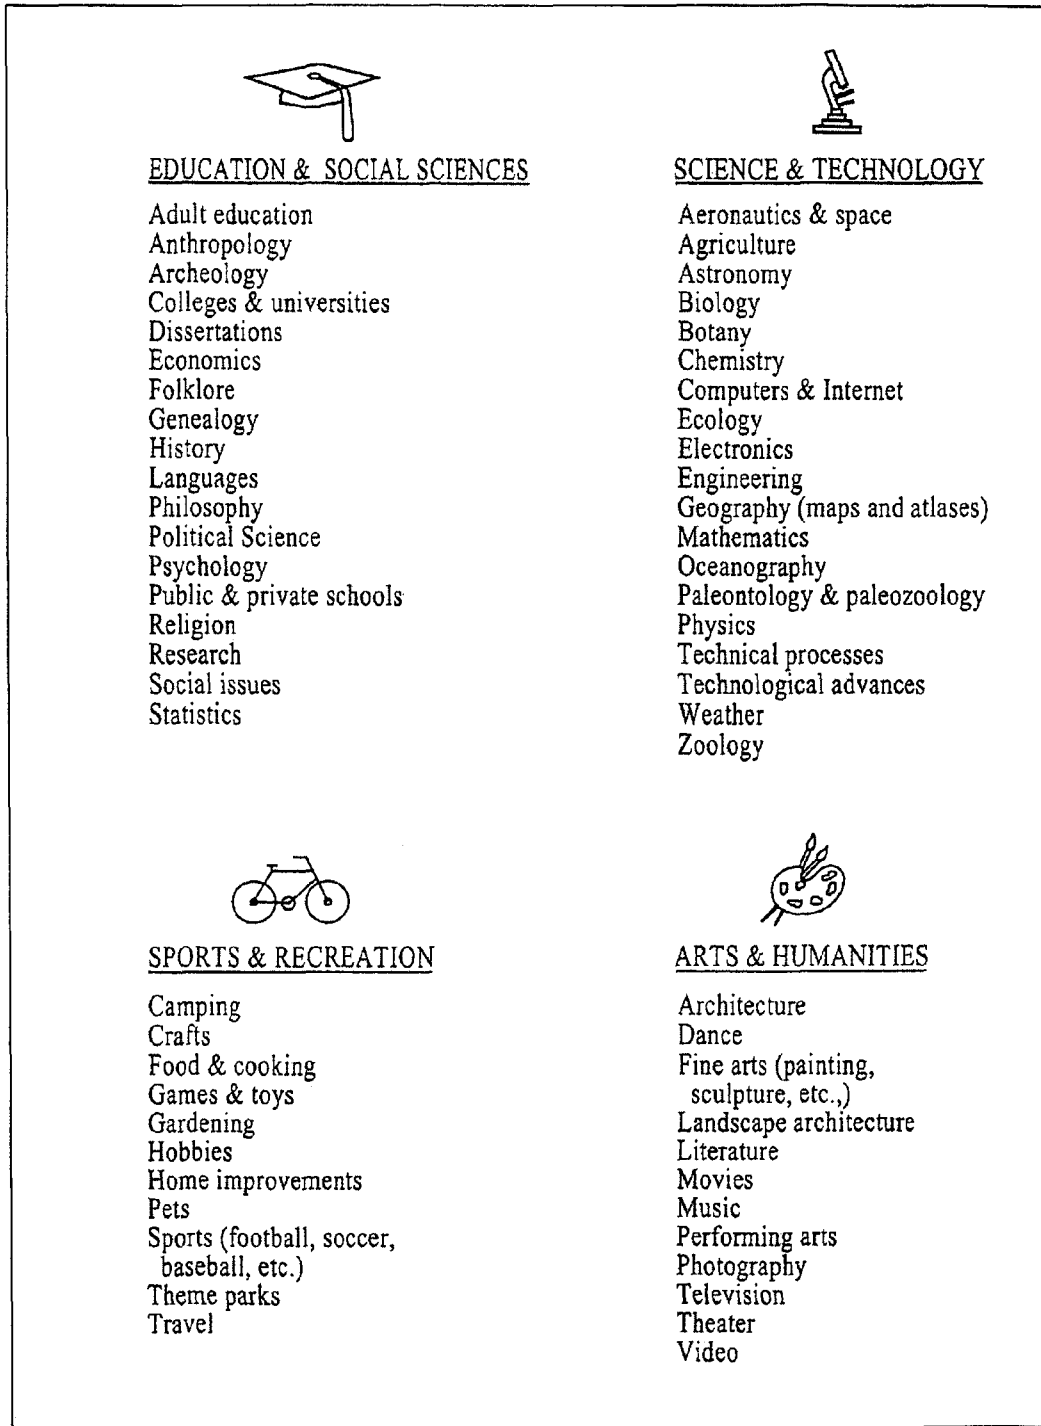 EDUCATION & SOCIAL SCIENCES
Adult education
Anthropology
Archeology
Colleges & universities
Dissertations
Economics
Folklore
Genealogy
History
Languages
Philosophy
Political Science
Psychology
Public & private schools
Religion
Research
Social issues
Statistics
SCIENCE & TECHNOLOGY
Aeronautics & space
Agriculture
Astronomy
Biology
Botany
Chemistry
Computers & Internet
Ecology
Electronics
Engineering
Geography (maps and atlases)
Mathematics
Oceanography
Paleontology & paleozoology
Physics
Technical processes
Technological advances
Weather
Zoology
SPORTS & RECREATION
Camping
Crafts
Food & cooking
Games & toys
Gardening
Hobbies
Home improvements
Pets
Sports (football, soccer,
baseball, etc.)
Theme parks
Travel
ARTS & HUMANITIES
Architecture
Dance
Fine arts (painting,
sculpture, etc.,)
Landscape architecture
Literature
Movies
Music
Performing arts
Photography
Television
Theater
Video